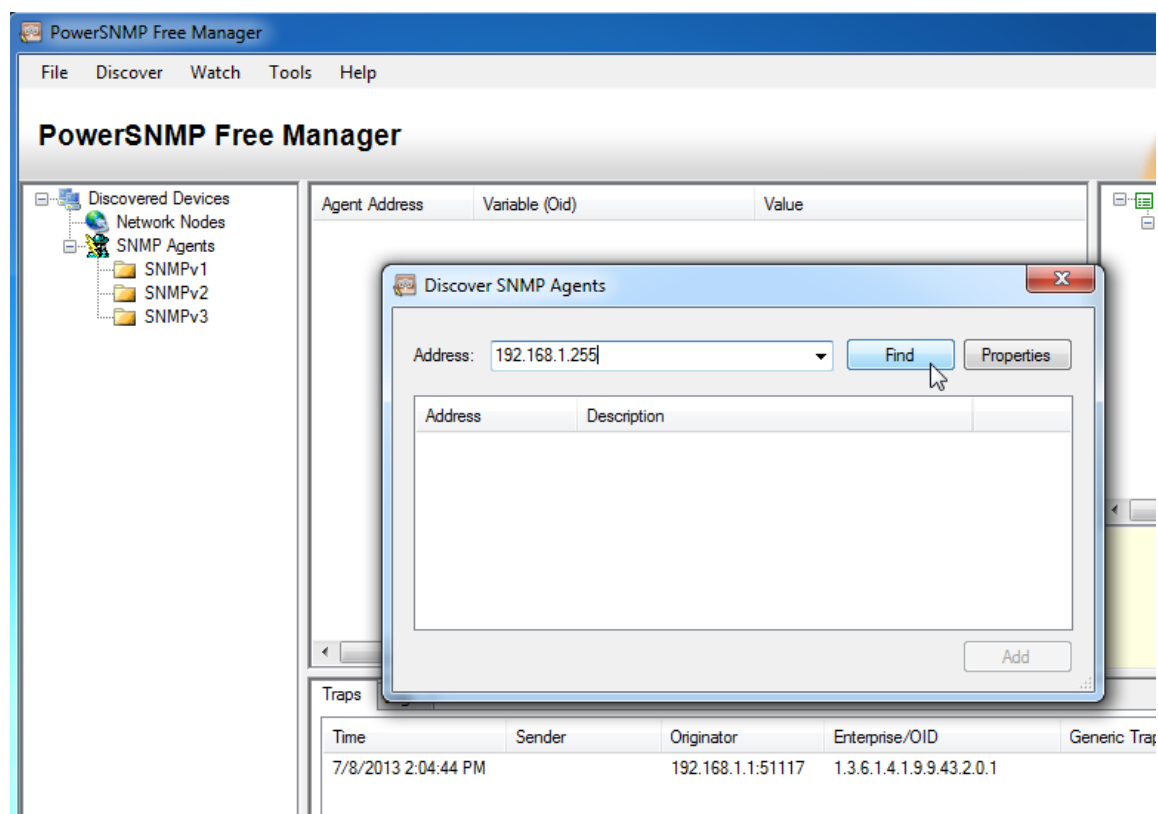 PowerSNMP Free Manager
File Discover Watch Tools Help
PowerSNMP Free Manager
Discovered Devices
Network Nodes
SNMP Agents
SNMPv1
SNMPv2
SNMPv3
Agent Address Variable (Oid) Value
Discover SNMP Agents
Address: 192.168.1.255 Find Properties
Address Description
Add
Traps
Time Sender Originator Enterprise/OID Generic Trap
7/8/2013 2:04:44 PM 192.168.1.1:51117 1.3.6.1.4.1.9.9.43.2.0.1